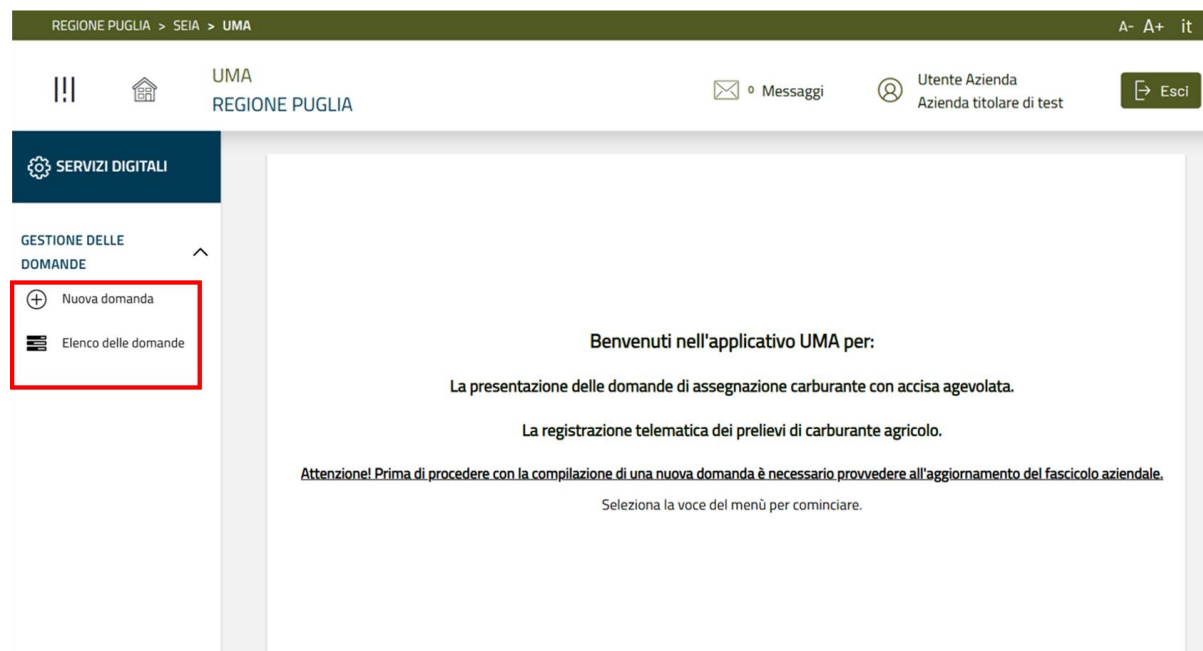 REGIONE PUGLIA > SEIA > UMA
A- A+ it
UMA
REGIONE PUGLIA
0 Messaggi
Utente Azienda
Azienda titolare di test
Esci
SERVIZI DIGITALI
GESTIONE DELLE
DOMANDE
Nuova domanda
Elenco delle domande
Benvenuti nell'applicativo UMA per:
La presentazione delle domande di assegnazione carburante con accisa agevolata.
La registrazione telematica dei prelievi di carburante agricolo.
Attenzione! Prima di procedere con la compilazione di una nuova domanda è necessario provvedere all'aggiornamento del fascicolo aziendale.
Seleziona la voce del menù per cominciare.